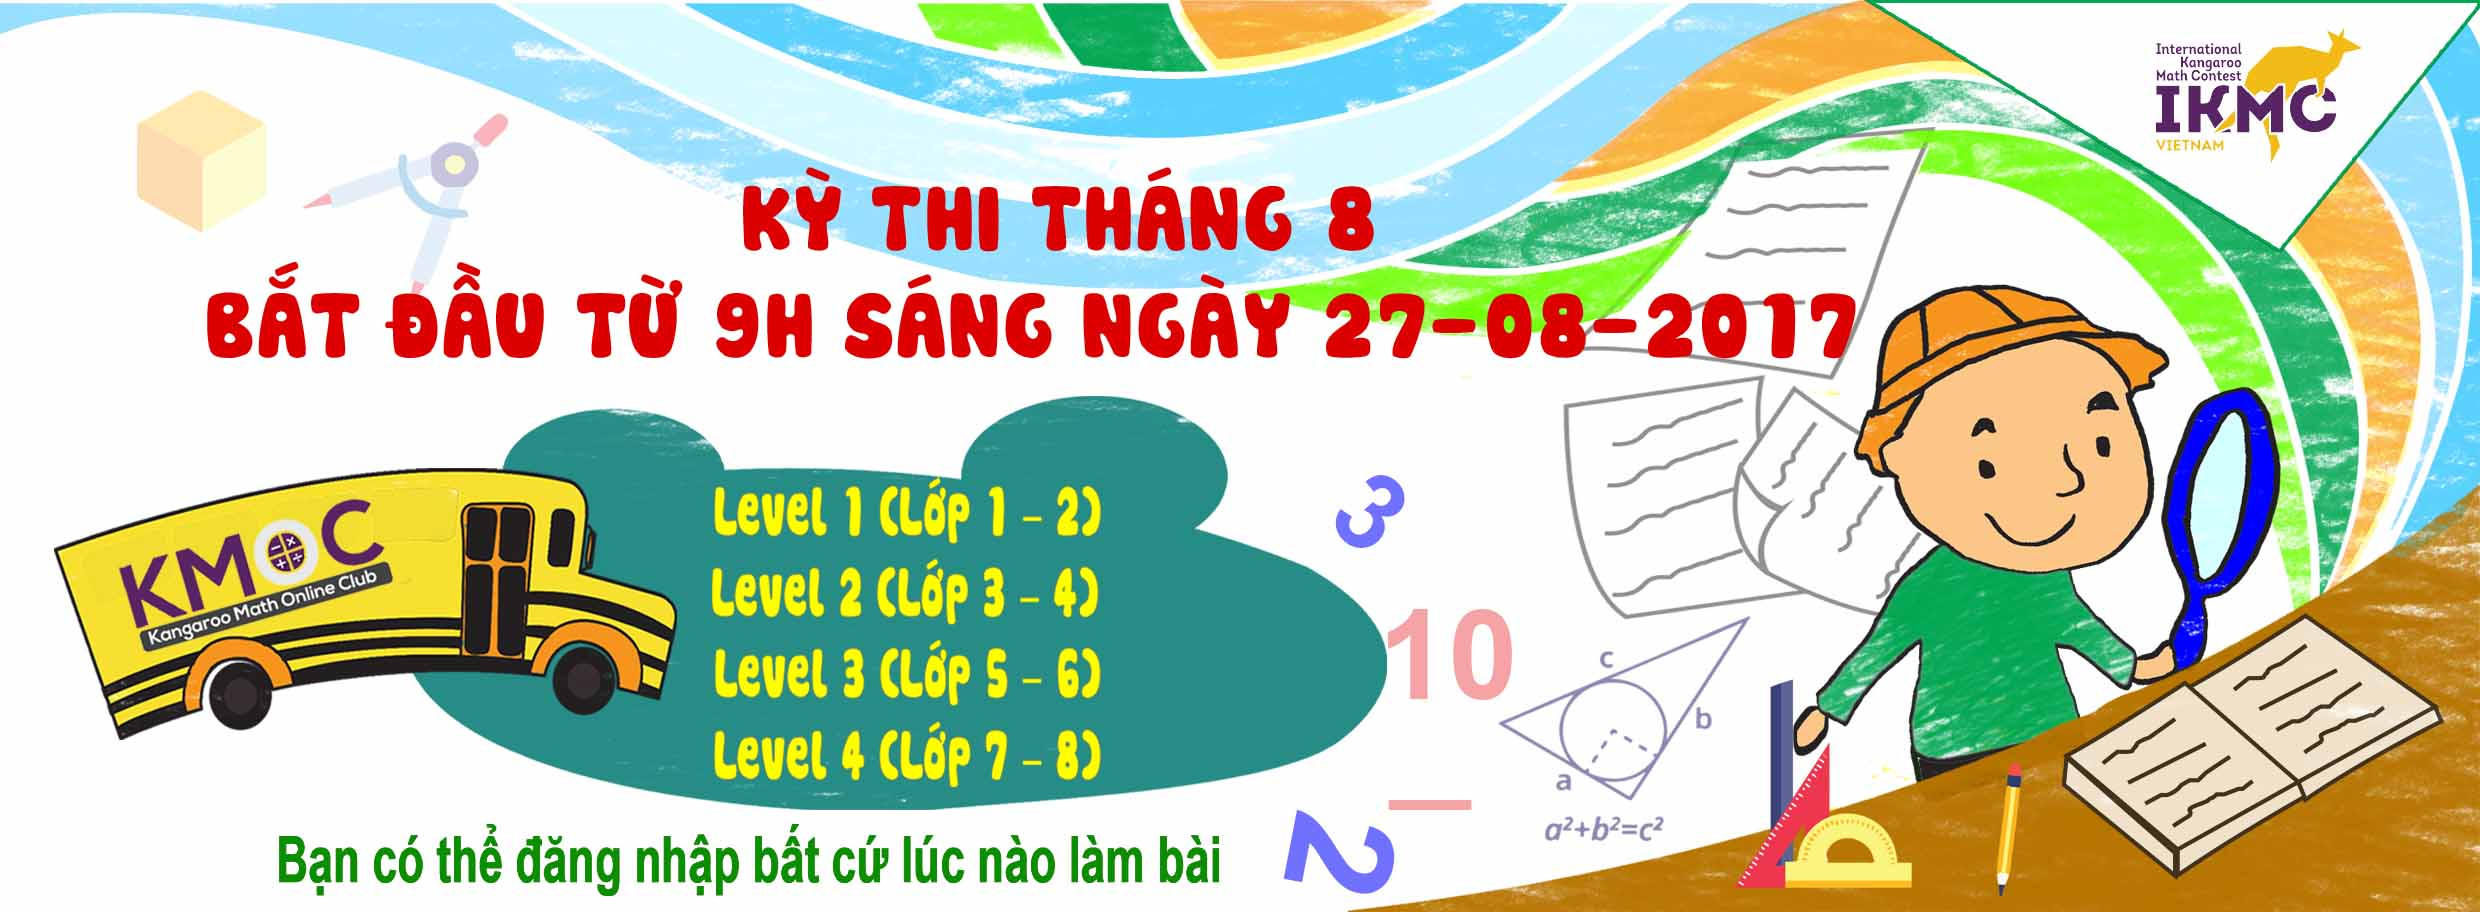 International
Kangaroo
Math Contest
IKMC
VIETNAM
KỲ THI THÁNG 8
BẮT ĐẦU TỪ 9H SÁNG NGÀY 27-08-2017
KMOC
Kangaroo Math Online Club
Level 1 (Lớp 1 – 2)
Level 2 (Lớp 3 – 4)
Level 3 (Lớp 5 – 6)
Level 4 (Lớp 7 – 8)
3
10
2
c
b
a
a²+b²=c²
Bạn có thể đăng nhập bất cứ lúc nào làm bài